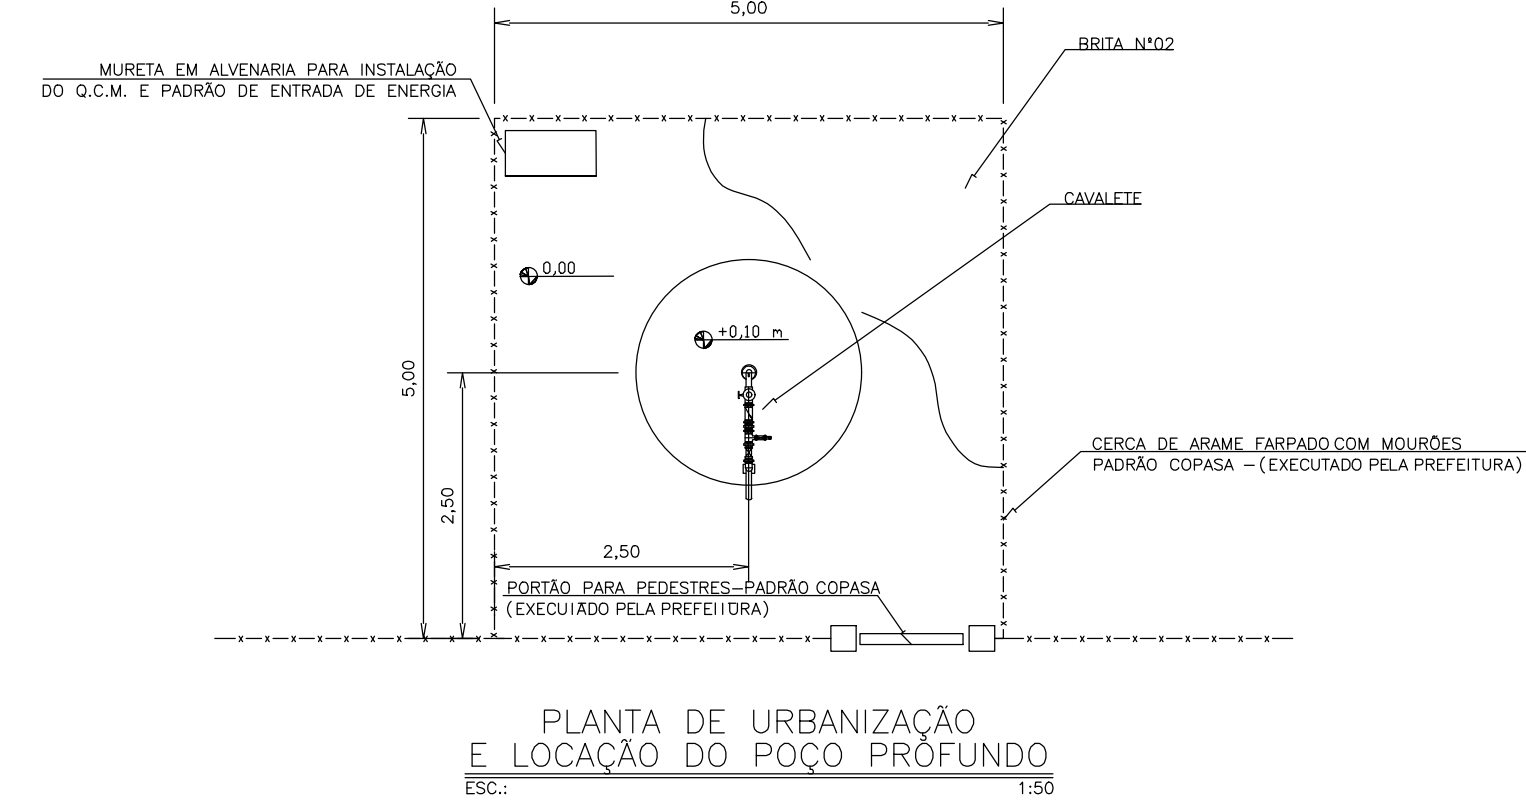 5,00
BRITA Nº02
MURETA EM ALVENARIA PARA INSTALAÇÃO
DO Q.C.M. E PADRÃO DE ENTRADA DE ENERGIA
CAVALETE
0,00
+0,10 m
5,00
2,50
CERCA DE ARAME FARPADO COM MOURÕES
PADRÃO COPASA -(EXECUTADO PELA PREFEITURA)
2,50
PORTÃO PARA PEDESTRES-PADRÃO COPASA
(EXECUTADO PELA PREFEITURA)
PLANTA DE URBANIZAÇÃO
E LOCAÇÃO DO POÇO PROFUNDO
ESC.: 1:50